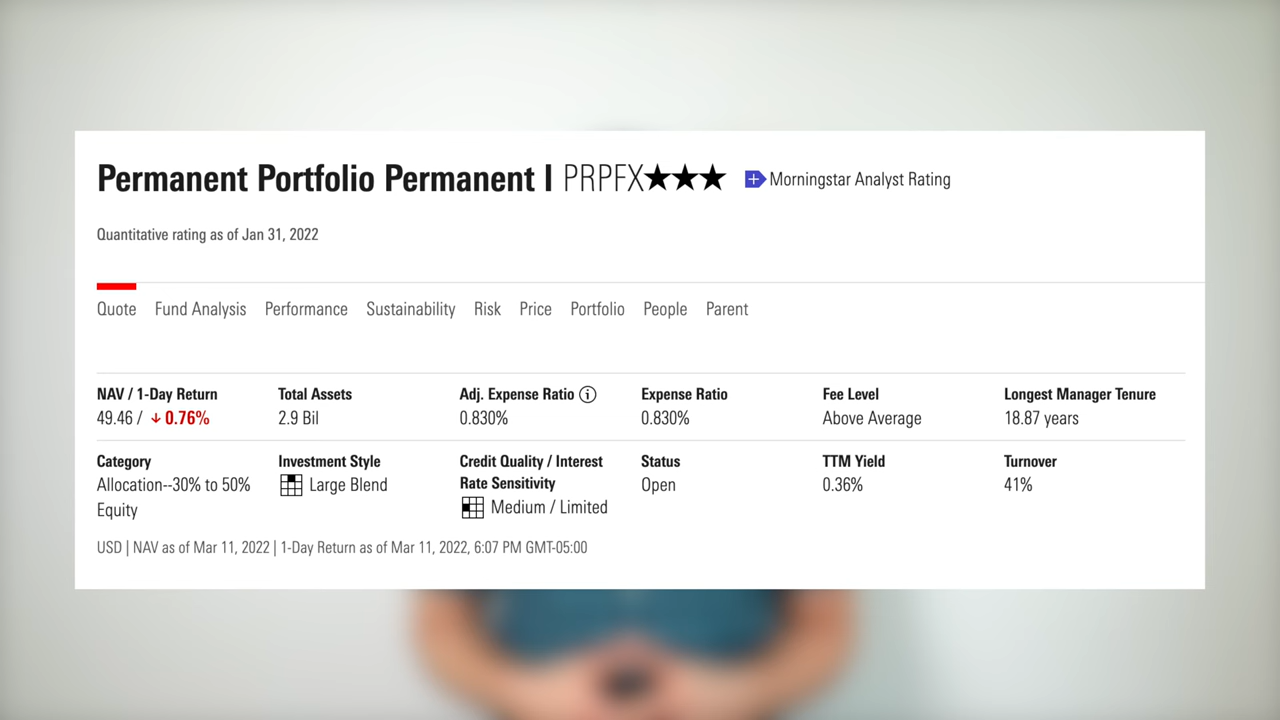 Permanent Portfolio Permanent I PRPFX★★★ Morningstar Analyst Rating
Quantitative rating as of Jan 31, 2022
Quote Fund Analysis Performance Sustainability Risk Price Portfolio People Parent
NAV / 1-Day Return Total Assets Adj. Expense Ratio Expense Ratio Fee Level Longest Manager Tenure
49.46 / ↓ 0.76% 2.9 Bil 0.830% 0.830% Above Average 18.87 years
Category Investment Style Credit Quality / Interest Rate Sensitivity Status TTM Yield Turnover
Allocation--30% to 50% Equity Large Blend Medium / Limited Open 0.36% 41%
USD | NAV as of Mar 11, 2022 | 1-Day Return as of Mar 11, 2022, 6:07 PM GMT-05:00